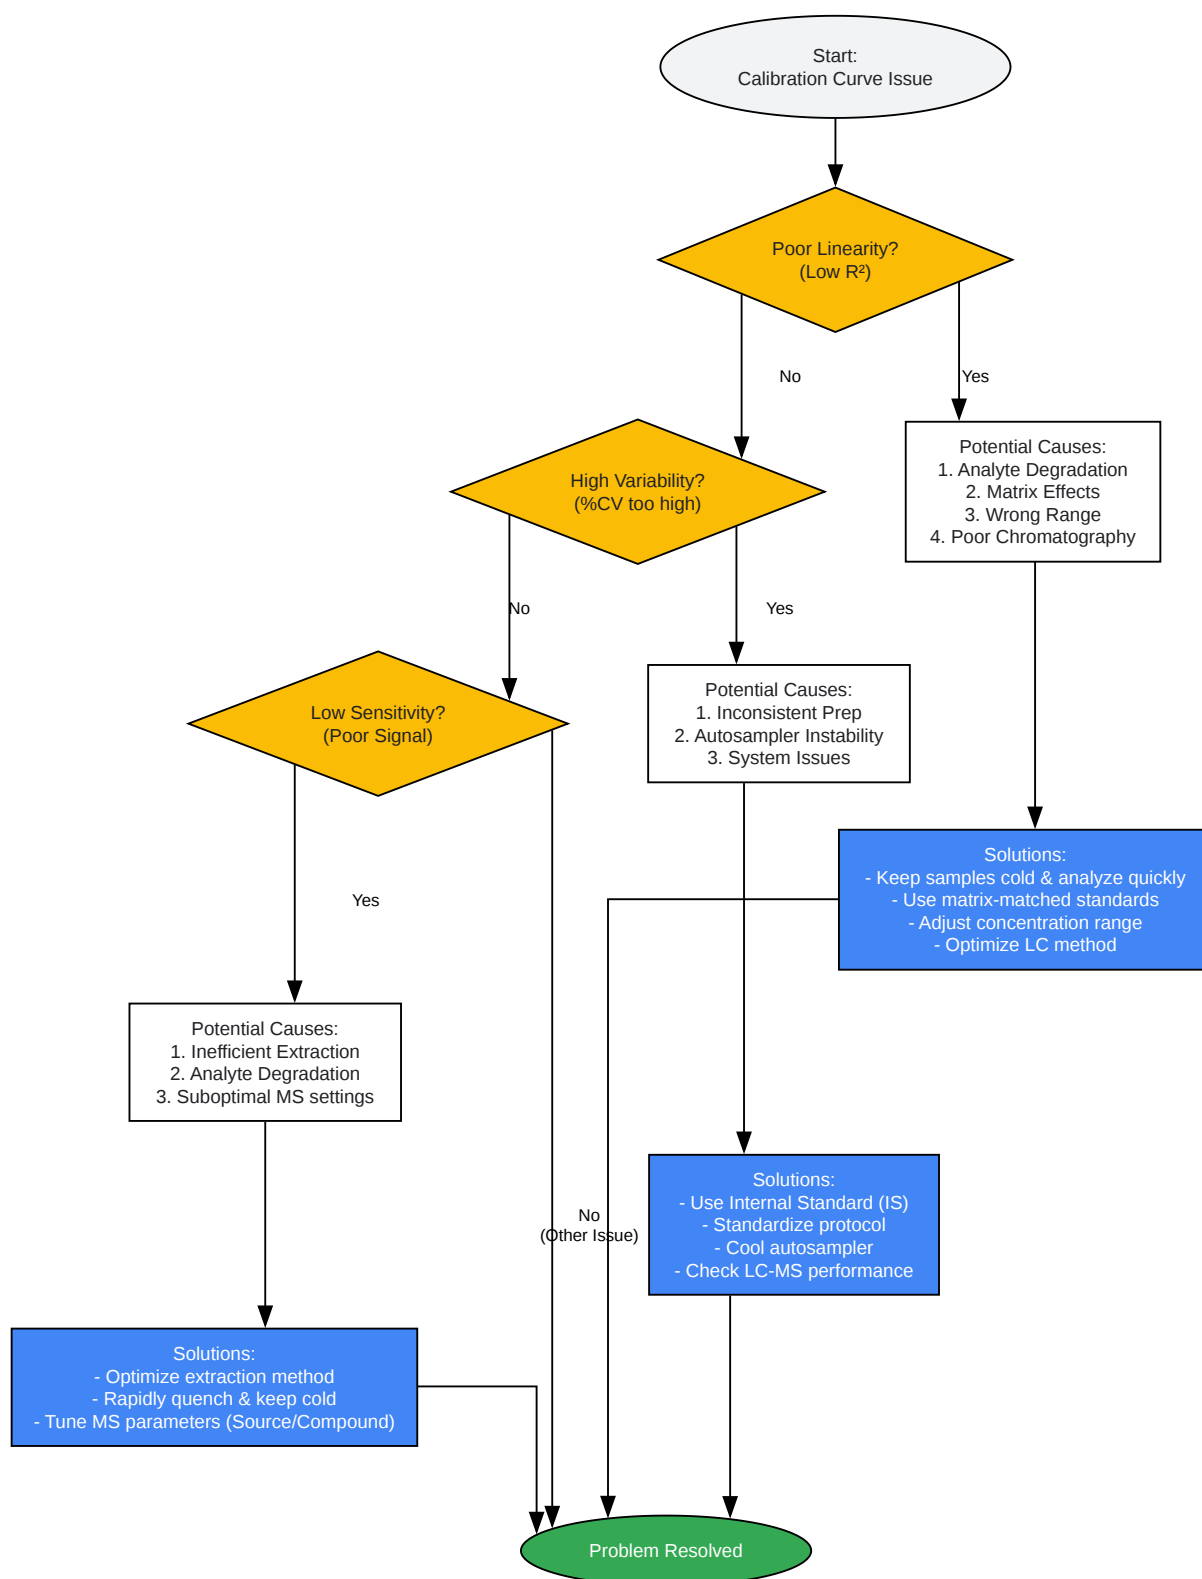 Start:
Calibration Curve Issue
Poor Linearity?
(Low R²)
No
Yes
Potential Causes:
1. Analyte Degradation
2. Matrix Effects
3. Wrong Range
4. Poor Chromatography
High Variability?
(%CV too high)
No
Yes
Low Sensitivity?
(Poor Signal)
Potential Causes:
1. Inconsistent Prep
2. Autosampler Instability
3. System Issues
Solutions:
- Keep samples cold & analyze quickly
- Use matrix-matched standards
- Adjust concentration range
- Optimize LC method
Yes
Potential Causes:
1. Inefficient Extraction
2. Analyte Degradation
3. Suboptimal MS settings
No
(Other Issue)
Solutions:
- Use Internal Standard (IS)
- Standardize protocol
- Cool autosampler
- Check LC-MS performance
Solutions:
- Optimize extraction method
- Rapidly quench & keep cold
- Tune MS parameters (Source/Compound)
Problem Resolved